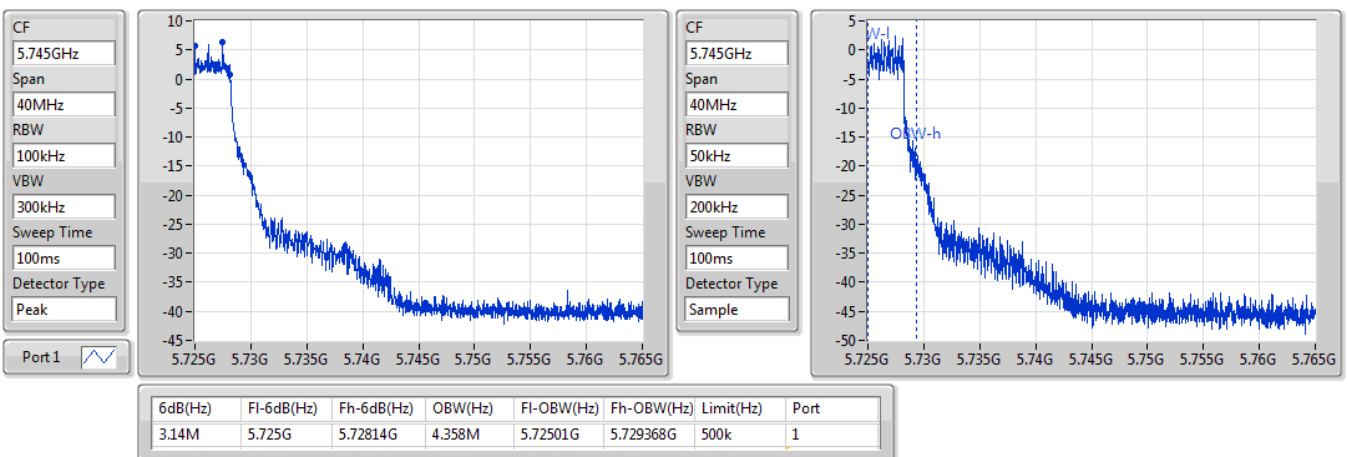 CF
5.745GHz
Span
40MHz
RBW
100kHz
VBW
300kHz
Sweep Time
100ms
Detector Type
Peak
Port 1
10
5
0
-5
-10
-15
-20
-25
-30
-35
-40
-45
5.725G 5.73G 5.735G 5.74G 5.745G 5.75G 5.755G 5.76G 5.765G
CF
5.745GHz
Span
40MHz
RBW
50kHz
VBW
200kHz
Sweep Time
100ms
Detector Type
Sample
5
0
-5
-10
-15
-20
-25
-30
-35
-40
-45
-50
W-l
OBW-h
5.725G 5.73G 5.735G 5.74G 5.745G 5.75G 5.755G 5.76G 5.765G
6dB(Hz) Fl-6dB(Hz) Fh-6dB(Hz) OBW(Hz) Fl-OBW(Hz) Fh-OBW(Hz) Limit(Hz) Port
3.14M 5.725G 5.72814G 4.358M 5.72501G 5.729368G 500k 1